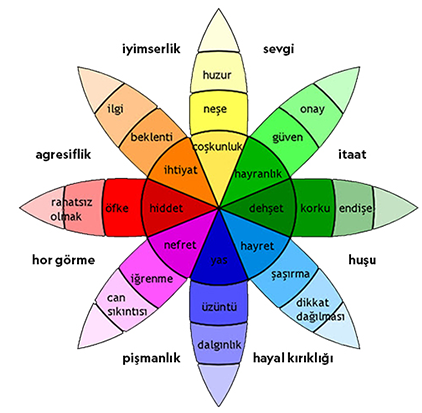 iyimserlik
sevgi
huzur
ilgi
neşe
onay
beklenti
güven
agresiflik
coşkunluk
itaat
ihtiyat
hayranlık
rahatsız
olmak
öfke
hiddet
dehşet
korku
endişe
nefret
yas
hayret
hor görme
huşu
iğrenme
şaşırma
can
sıkıntısı
üzüntü
dikkat
dağılması
dalgınlık
pişmanlık
hayal kırıklığı